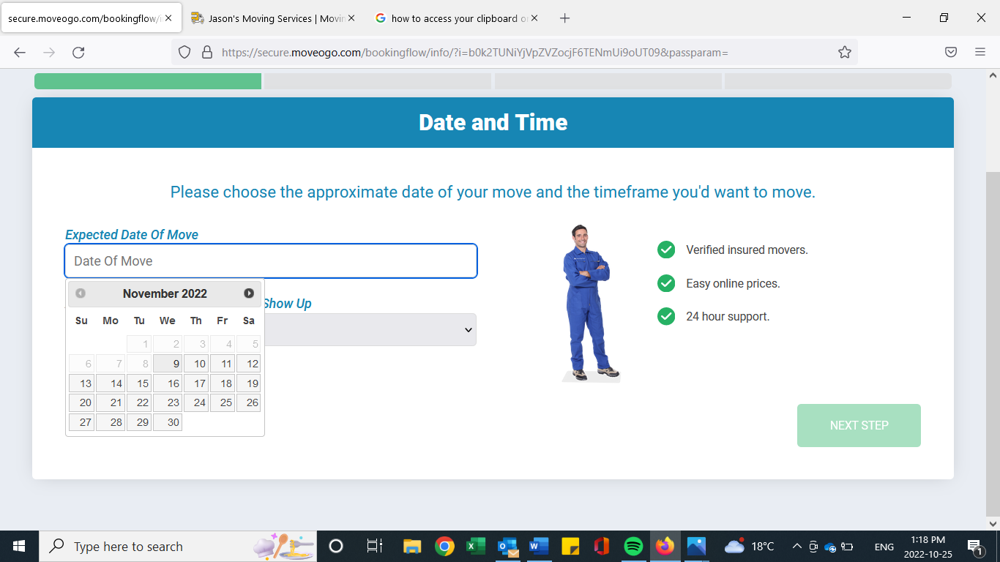 secure.moveogo.com/bookingflow/i
Jason's Moving Services | Movin
how to access your clipboard o
https://secure.moveogo.com/bookingflow/info/?i=b0k2TUNiYjVpZVZocjF6TENmUi9oUT09&passparam=
Date and Time
Please choose the approximate date of your move and the timeframe you'd want to move.
Expected Date Of Move
Date Of Move
November 2022
Su Mo Tu We Th Fr Sa
1 2 3 4 5
6 7 8 9 10 11 12
13 14 15 16 17 18 19
20 21 22 23 24 25 26
27 28 29 30
Show Up
Verified insured movers.
Easy online prices.
24 hour support.
NEXT STEP
Type here to search
18°C
ENG
1:18 PM
2022-10-25
1